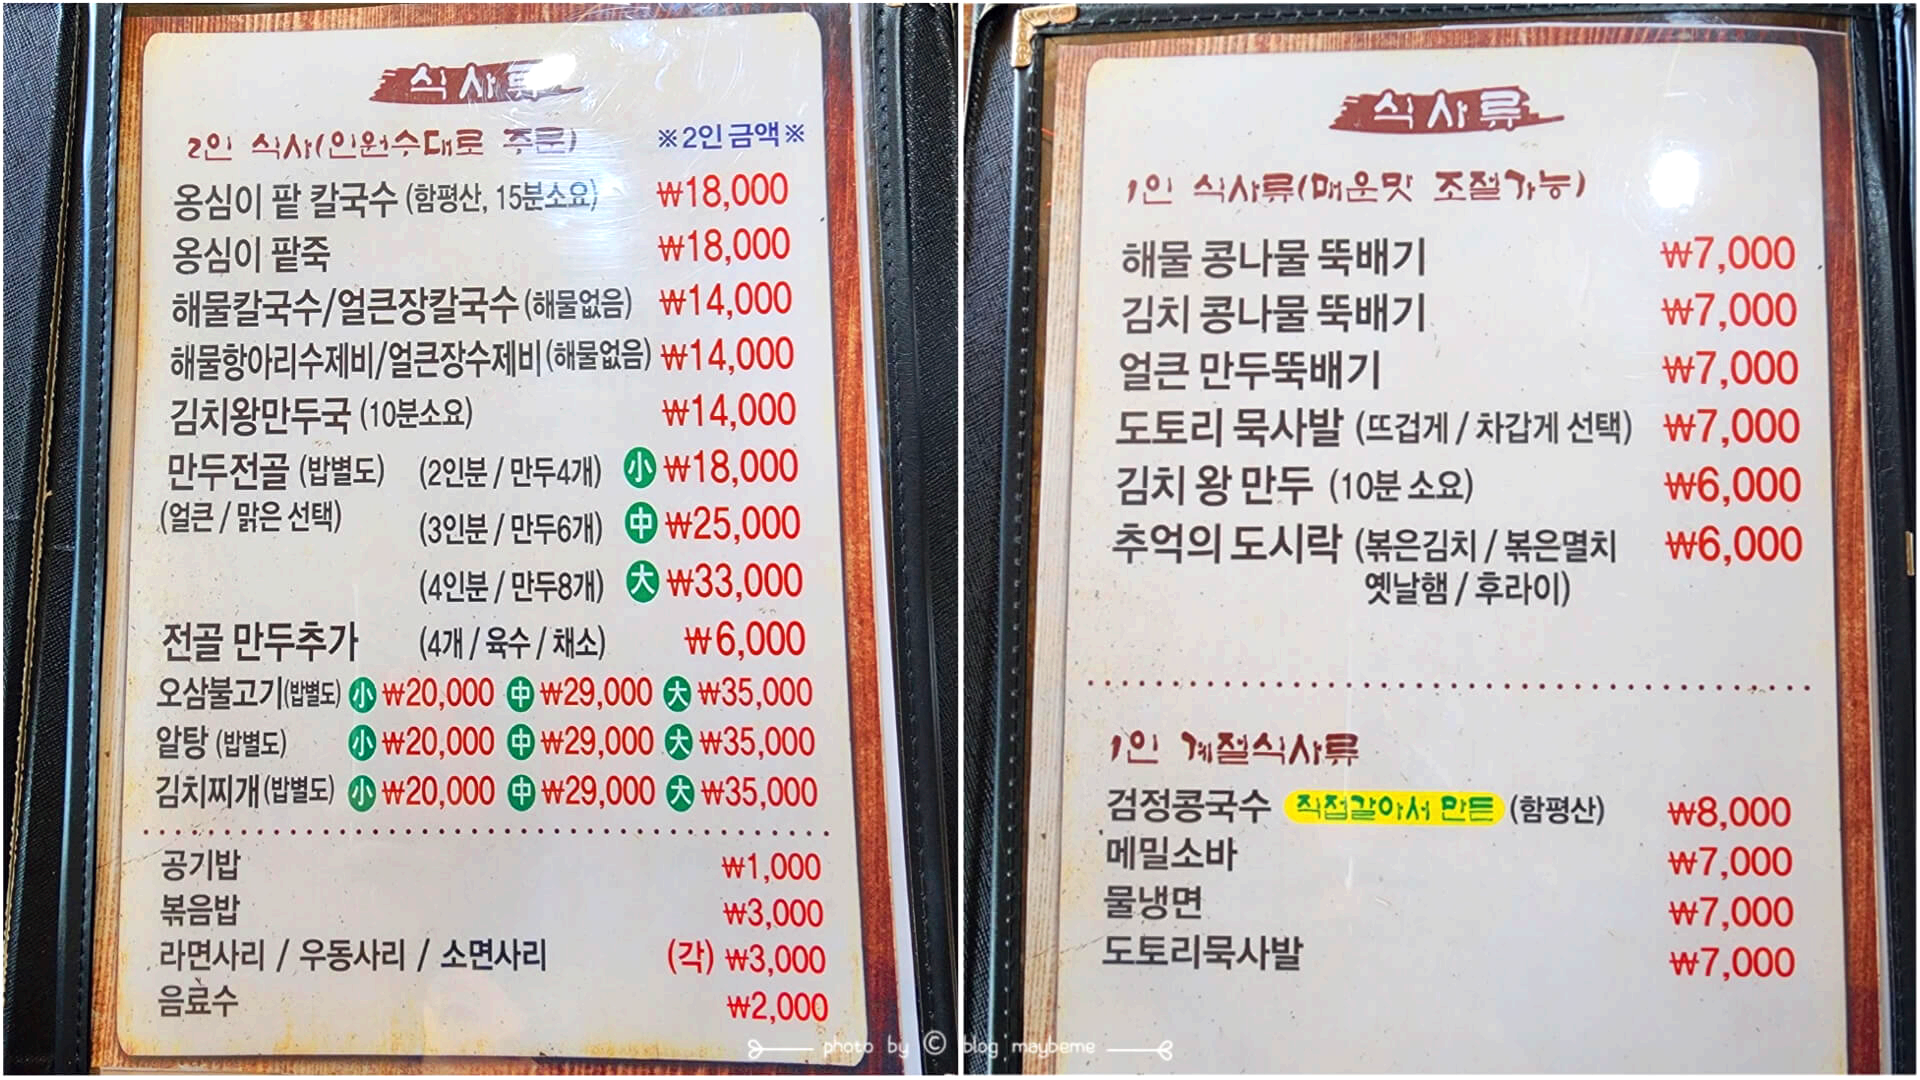 식사류
2인 식사(인원수대로 주문) ※2인 금액※
옹심이 팥 칼국수 (함평산, 15분소요) ₩18,000
옹심이 팥죽 ₩18,000
해물칼국수/얼큰장칼국수 (해물없음) ₩14,000
해물항아리수제비/얼큰장수제비 (해물없음) ₩14,000
김치왕만두국 (10분소요) ₩14,000
만두전골 (밥별도) (2인분 / 만두4개) 小 ₩18,000
(얼큰 / 맑은 선택) (3인분 / 만두6개) 中 ₩25,000
(4인분 / 만두8개) 大 ₩33,000
전골 만두추가 (4개 / 육수 / 채소) ₩6,000
오삼불고기(밥별도) 小 ₩20,000 中 ₩29,000 大 ₩35,000
알탕 (밥별도) 小 ₩20,000 中 ₩29,000 大 ₩35,000
김치찌개(밥별도) 小 ₩20,000 中 ₩29,000 大 ₩35,000
공기밥 ₩1,000
볶음밥 ₩3,000
라면사리 / 우동사리 / 소면사리 (각) ₩3,000
음료수 ₩2,000
식사류
1인 식사류(매운맛 조절가능)
해물 콩나물 뚝배기 ₩7,000
김치 콩나물 뚝배기 ₩7,000
얼큰 만두뚝배기 ₩7,000
도토리 묵사발 (뜨겁게 / 차갑게 선택) ₩7,000
김치 왕 만두 (10분 소요) ₩6,000
추억의 도시락 (볶은김치 / 볶은멸치 ₩6,000
옛날햄 / 후라이)
1인 계절식사류
검정콩국수 직접갈아서 만든 (함평산) ₩8,000
메밀소바 ₩7,000
물냉면 ₩7,000
도토리묵사발 ₩7,000
photo by © blog maybeme